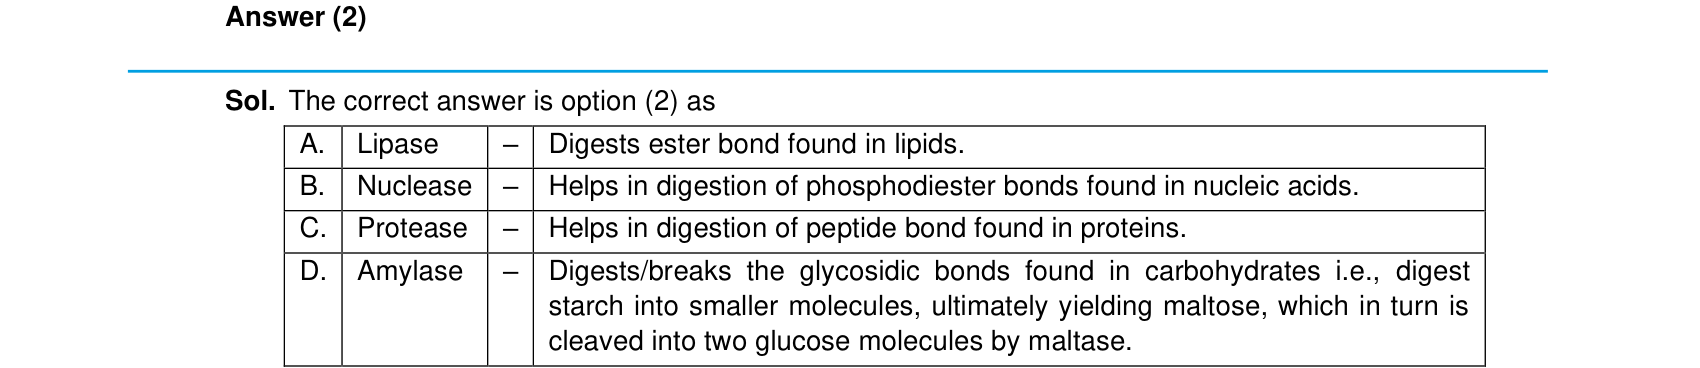 Answer (2)
Sol. The correct answer is option (2) as
A. Lipase – Digests ester bond found in lipids.
B. Nuclease – Helps in digestion of phosphodiester bonds found in nucleic acids.
C. Protease – Helps in digestion of peptide bond found in proteins.
D. Amylase – Digests/breaks the glycosidic bonds found in carbohydrates i.e., digest
starch into smaller molecules, ultimately yielding maltose, which in turn is
cleaved into two glucose molecules by maltase.